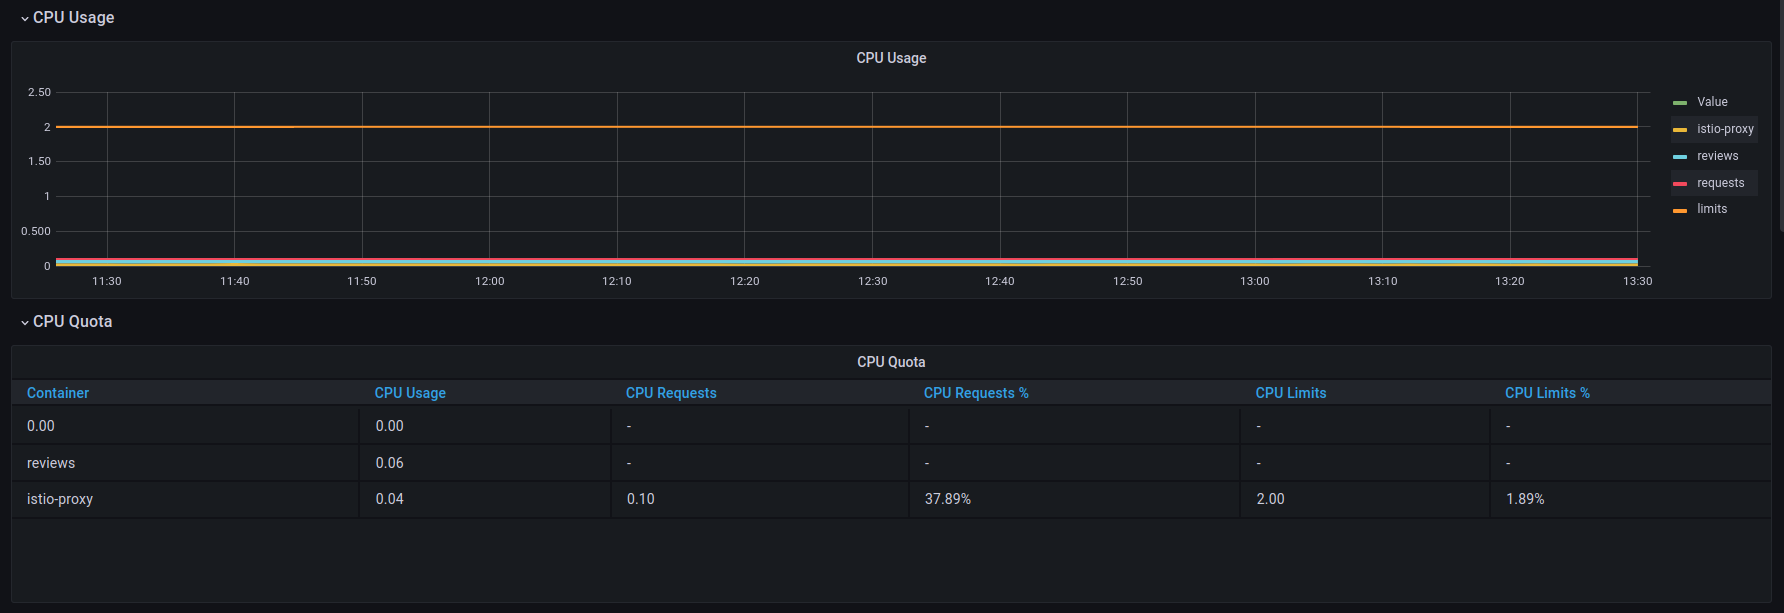 CPU Usage
CPU Usage
2.50
2
1.50
1
0.500
0
11:30 11:40 11:50 12:00 12:10 12:20 12:30 12:40 12:50 13:00 13:10 13:20 13:30
Value
istio-proxy
reviews
requests
limits
CPU Quota
CPU Quota
Container CPU Usage CPU Requests CPU Requests % CPU Limits CPU Limits %
0.00 0.00 - - - -
reviews 0.06 - - - -
istio-proxy 0.04 0.10 37.89% 2.00 1.89%